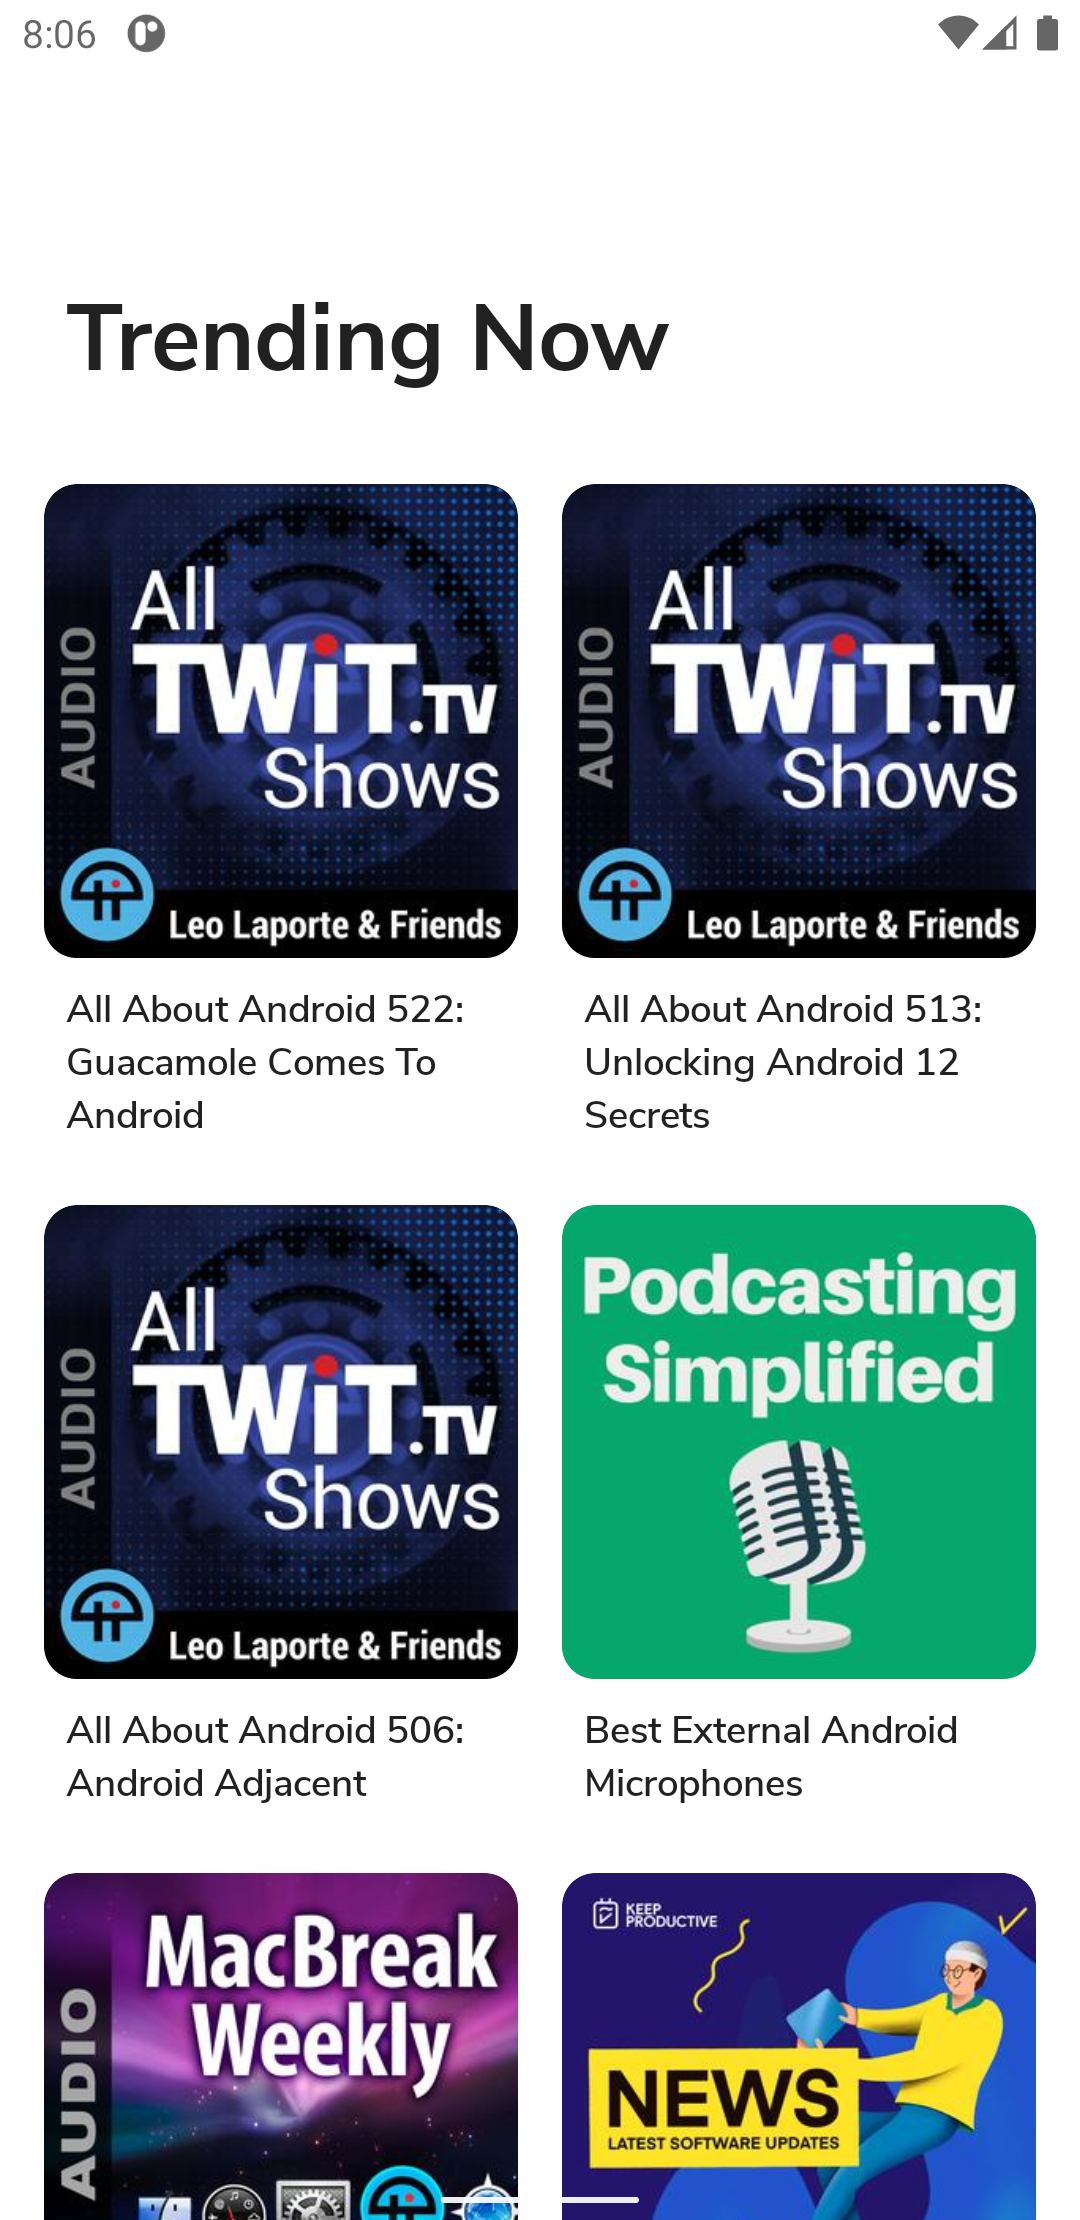 8:06
Trending Now
AUDIO
All
TWiT.TV
Shows
Leo Laporte & Friends
AUDIO
All
TWiT.TV
Shows
Leo Laporte & Friends
All About Android 522:
Guacamole Comes To
Android
All About Android 513:
Unlocking Android 12
Secrets
AUDIO
All
TWiT.TV
Shows
Leo Laporte & Friends
Podcasting
Simplified
All About Android 506:
Android Adjacent
Best External Android
Microphones
AUDIO
MacBreak
Weekly
KEEP
PRODUCTIVE
NEWS
LATEST SOFTWARE UPDATES